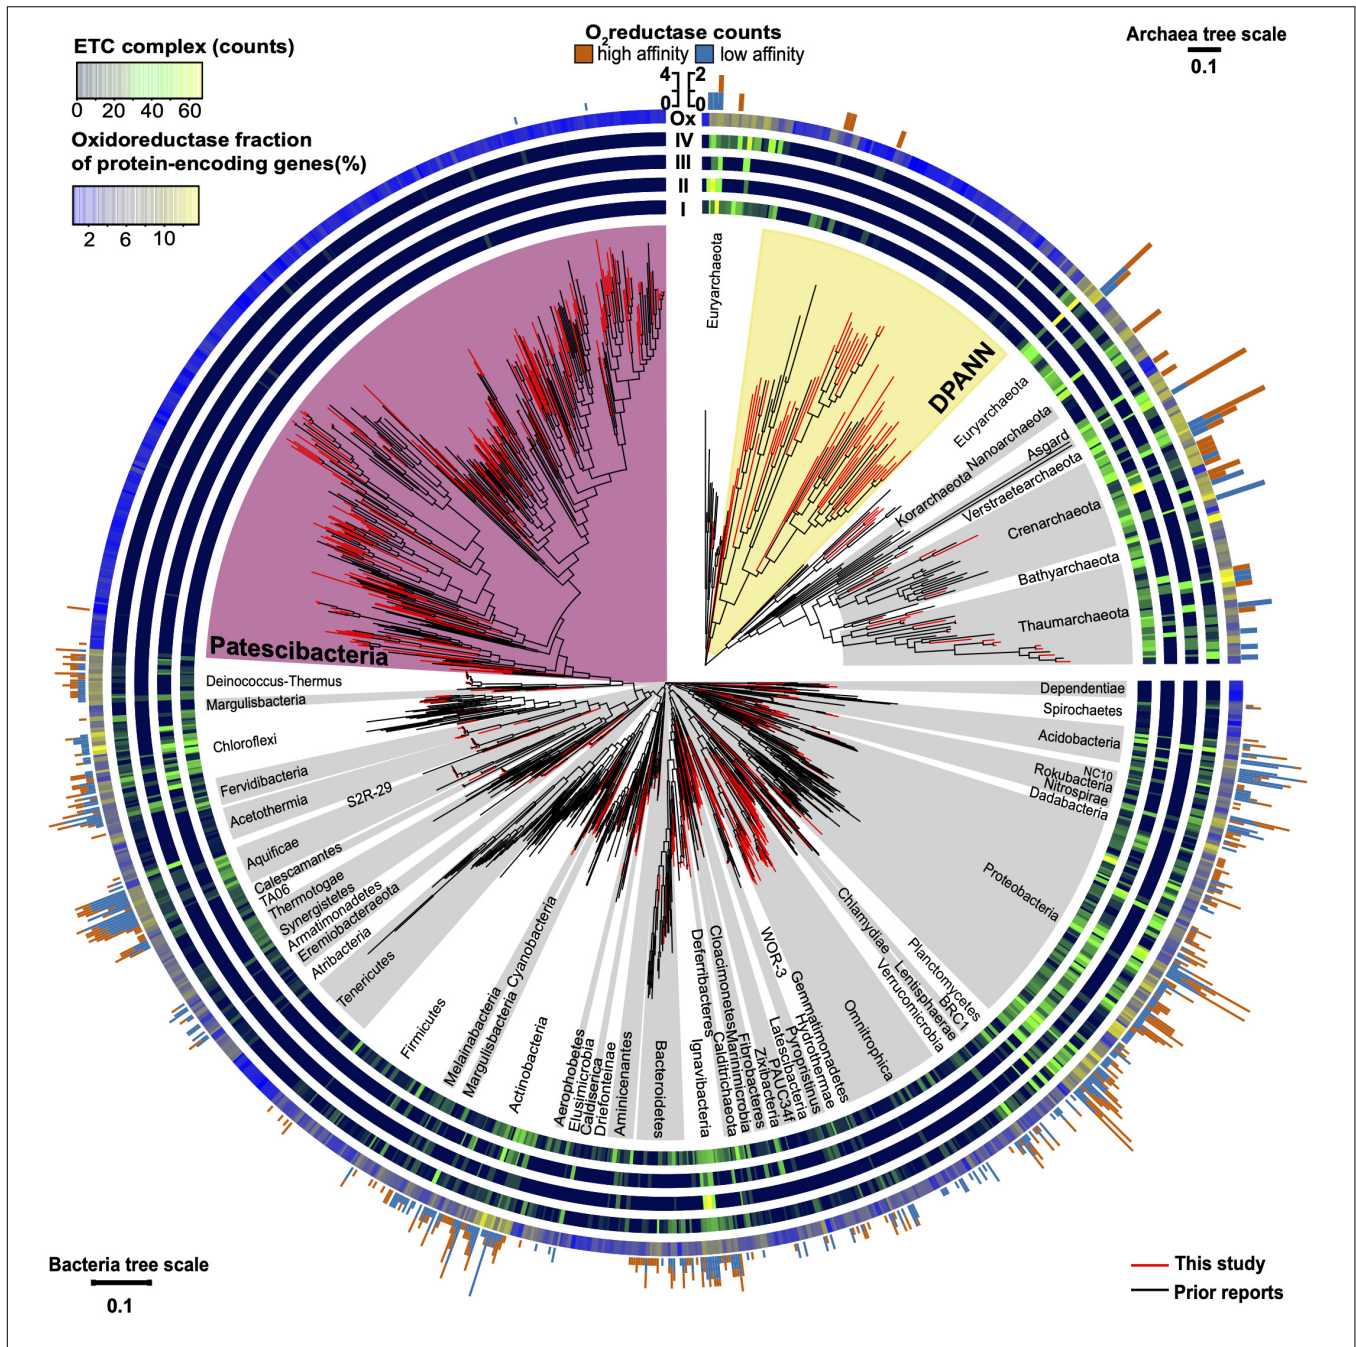 ETC complex (counts)
0 20 40 60
Oxidoreductase fraction
of protein-encoding genes(%)
2 6 10
O2reductase counts
high affinity low affinity
4 2
0 0
Ox
IV
III
II
I
Archaea tree scale
0.1
Euryarchaeota
DPANN
Euryarchaeota
Nanoarchaeota
Korarchaeota
Asgard
Verstraetearchaeota
Crenarchaeota
Bathyarchaeota
Thaumarchaeota
Dependentiae
Spirochaetes
Acidobacteria
NC10
Rokubacteria
Nitrospirae
Dadabacteria
Proteobacteria
Planctomycetes
BRC1
Lentisphaerae
Chlamydiae
Verrucomicrobia
Omnitrophica
Gemmatimonadetes
Hydrothermae
Pyropristinus
Latescibacteria
WOR-3
PAUC34f
Zixibacteria
Fibrobacteres
Marinimicrobia
Cloacimonetes
Calditrichaeota
Deferribacteres
Ignavibacteria
Bacteroidetes
Aminicenantes
Driefonteinae
Caldiserica
Elusimicrobia
Aerophobetes
Actinobacteria
Cyanobacteria
Margulisbacteria
Melainabacteria
Firmicutes
Tenericutes
Atribacteria
Eremiobacteraeota
Armatimonadetes
Synergistetes
Thermotogae
TA06
Calescamantes
Aquificae
S2R-29
Acetothermia
Fervidibacteria
Chloroflexi
Margulisbacteria
Deinococcus-Thermus
Patescibacteria
Bacteria tree scale
0.1
This study
Prior reports